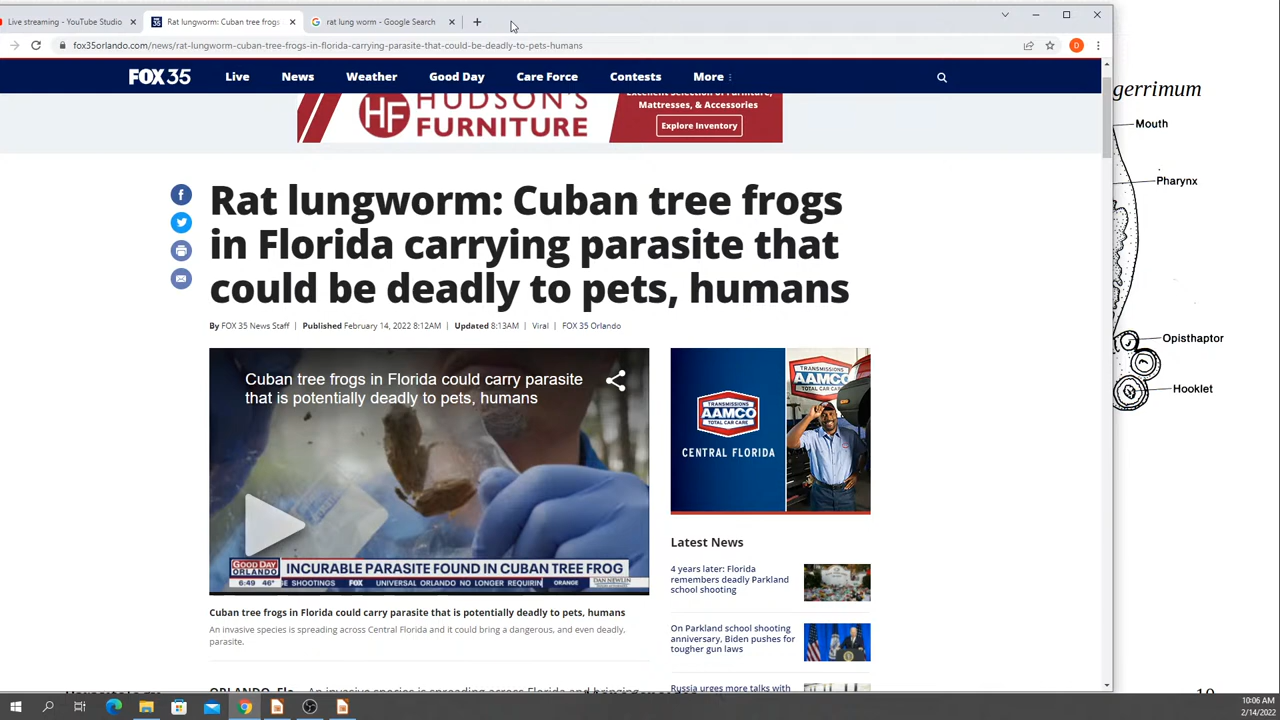 Live streaming - YouTube Studio
Rat lungworm: Cuban tree frogs
rat lung worm - Google Search
fox35orlando.com/news/rat-lungworm-cuban-tree-frogs-in-florida-carrying-parasite-that-could-be-deadly-to-pets-humans
D
FOX 35 Live News Weather Good Day Care Force Contests More
HF
HUDSON'S
FURNITURE
Mattresses, & Accessories
Explore Inventory
Rat lungworm: Cuban tree frogs
in Florida carrying parasite that
could be deadly to pets, humans
By FOX 35 News Staff | Published February 14, 2022 8:12AM | Updated 8:13AM | Viral | FOX 35 Orlando
Cuban tree frogs in Florida could carry parasite
that is potentially deadly to pets, humans
GOOD DAY
ORLANDO
INCURABLE PARASITE FOUND IN CUBAN TREE FROG
6:49 46°
E SHOOTINGS FOX UNIVERSAL ORLANDO NO LONGER REQUIRIN
ORANGE
DAN NEWLIN
Cuban tree frogs in Florida could carry parasite that is potentially deadly to pets, humans
An invasive species is spreading across Central Florida and it could bring a dangerous, and even deadly,
parasite.
TRANSMISSIONS
AAMCO
TOTAL CAR CARE
CENTRAL FLORIDA
TRANSMISSIONS
AAMCO
TOTAL CAR CARE
Latest News
4 years later: Florida
remembers deadly Parkland
school shooting
On Parkland school shooting
anniversary, Biden pushes for
tougher gun laws
Russia urges more talks with
gerrimum
Mouth
Pharynx
Opisthaptor
Hooklet
10:06 AM
2/14/2022